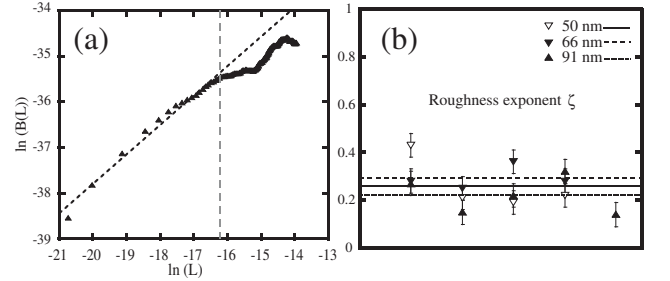 (a)
-34
-35
-36
-37
-38
-39
ln (B(L))
-21 -20 -19 -18 -17 -16 -15 -14 -13
ln (L)
(b)
50 nm
66 nm
91 nm
Roughness exponent ζ
1
0.8
0.6
0.4
0.2
0